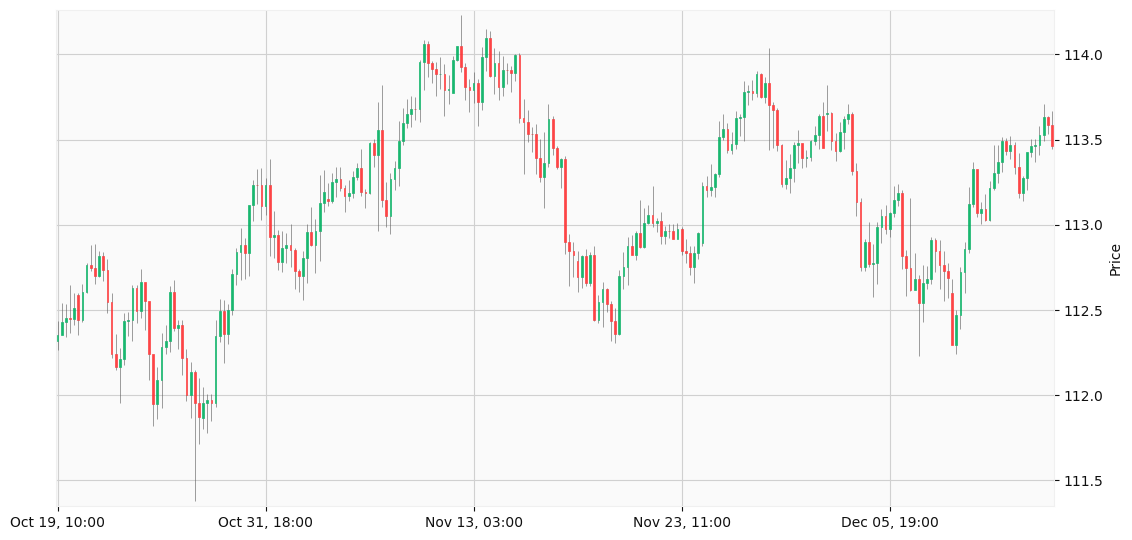 114.0
113.5
113.0
112.5
112.0
111.5
Price
Oct 19, 10:00
Oct 31, 18:00
Nov 13, 03:00
Nov 23, 11:00
Dec 05, 19:00